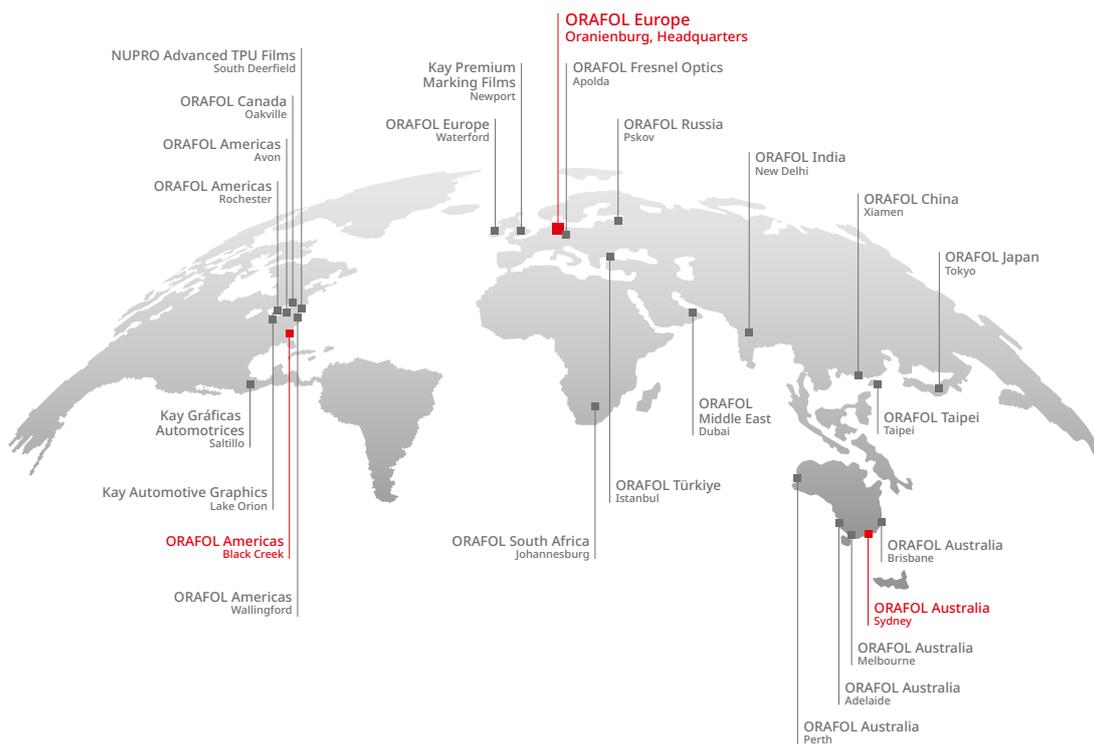 ORAFOL Europe
Oranienburg, Headquarters
NUPRO Advanced TPU Films
South Deerfield
Kay Premium
Marking Films
Newport
ORAFOL Fresnel Optics
Apolda
ORAFOL Canada
Oakville
ORAFOL Europe
Waterford
ORAFOL Russia
Pskov
ORAFOL Americas
Avon
ORAFOL India
New Delhi
ORAFOL Americas
Rochester
ORAFOL China
Xiamen
ORAFOL Japan
Tokyo
Kay Gráficas
Automotrices
Saltillo
ORAFOL
Middle East
Dubai
ORAFOL Taipei
Taipei
Kay Automotive Graphics
Lake Orion
ORAFOL Türkiye
Istanbul
ORAFOL Americas
Black Creek
ORAFOL South Africa
Johannesburg
ORAFOL Australia
Brisbane
ORAFOL Americas
Wallingford
ORAFOL Australia
Sydney
ORAFOL Australia
Melbourne
ORAFOL Australia
Adelaide
ORAFOL Australia
Perth